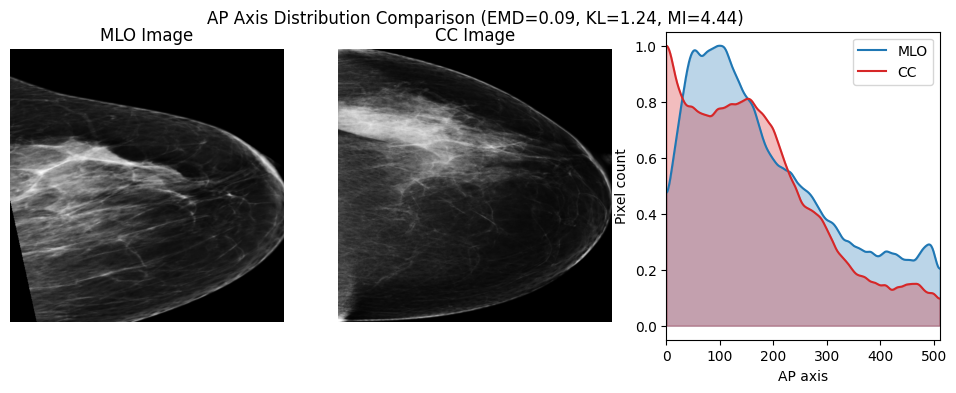 AP Axis Distribution Comparison (EMD=0.09, KL=1.24, MI=4.44)
MLO Image
CC Image
MLO
CC
Pixel count
1.0
0.8
0.6
0.4
0.2
0.0
0 100 200 300 400 500
AP axis